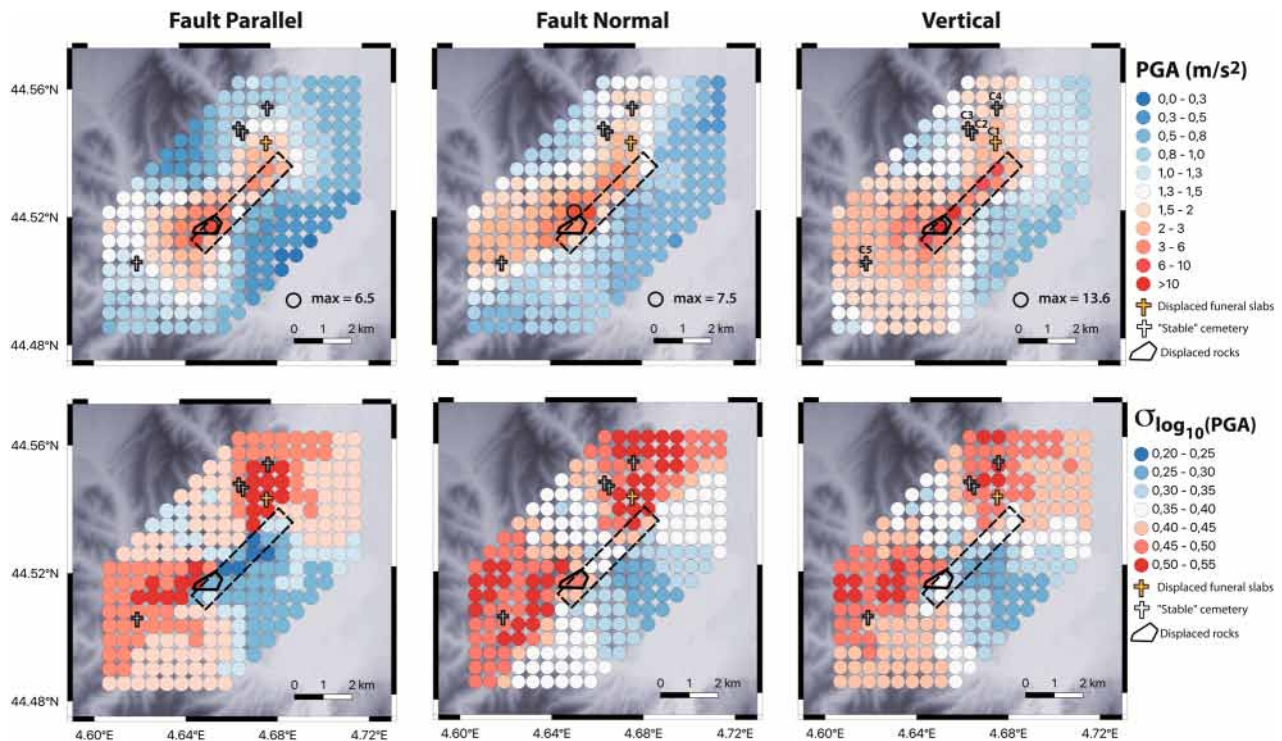 Fault Parallel
Fault Normal
Vertical
44.56°N
44.52°N
44.48°N
max = 6.5
0 1 2 km
max = 7.5
0 1 2 km
C4
C3
C2
C1
C5
max = 13.6
0 1 2 km
PGA (m/s2)
0,0 - 0,3
0,3 - 0,5
0,5 - 0,8
0,8 - 1,0
1,0 - 1,3
1,3 - 1,5
1,5 - 2
2 - 3
3 - 6
6 - 10
>10
Displaced funeral slabs
"Stable" cemetery
Displaced rocks
44.56°N
44.52°N
44.48°N
0 1 2 km
0 1 2 km
0 1 2 km
σlog10(PGA)
0,20 - 0,25
0,25 - 0,30
0,30 - 0,35
0,35 - 0,40
0,40 - 0,45
0,45 - 0,50
0,50 - 0,55
Displaced funeral slabs
"Stable" cemetery
Displaced rocks
4.60°E 4.64°E 4.68°E 4.72°E
4.60°E 4.64°E 4.68°E 4.72°E
4.60°E 4.64°E 4.68°E 4.72°E